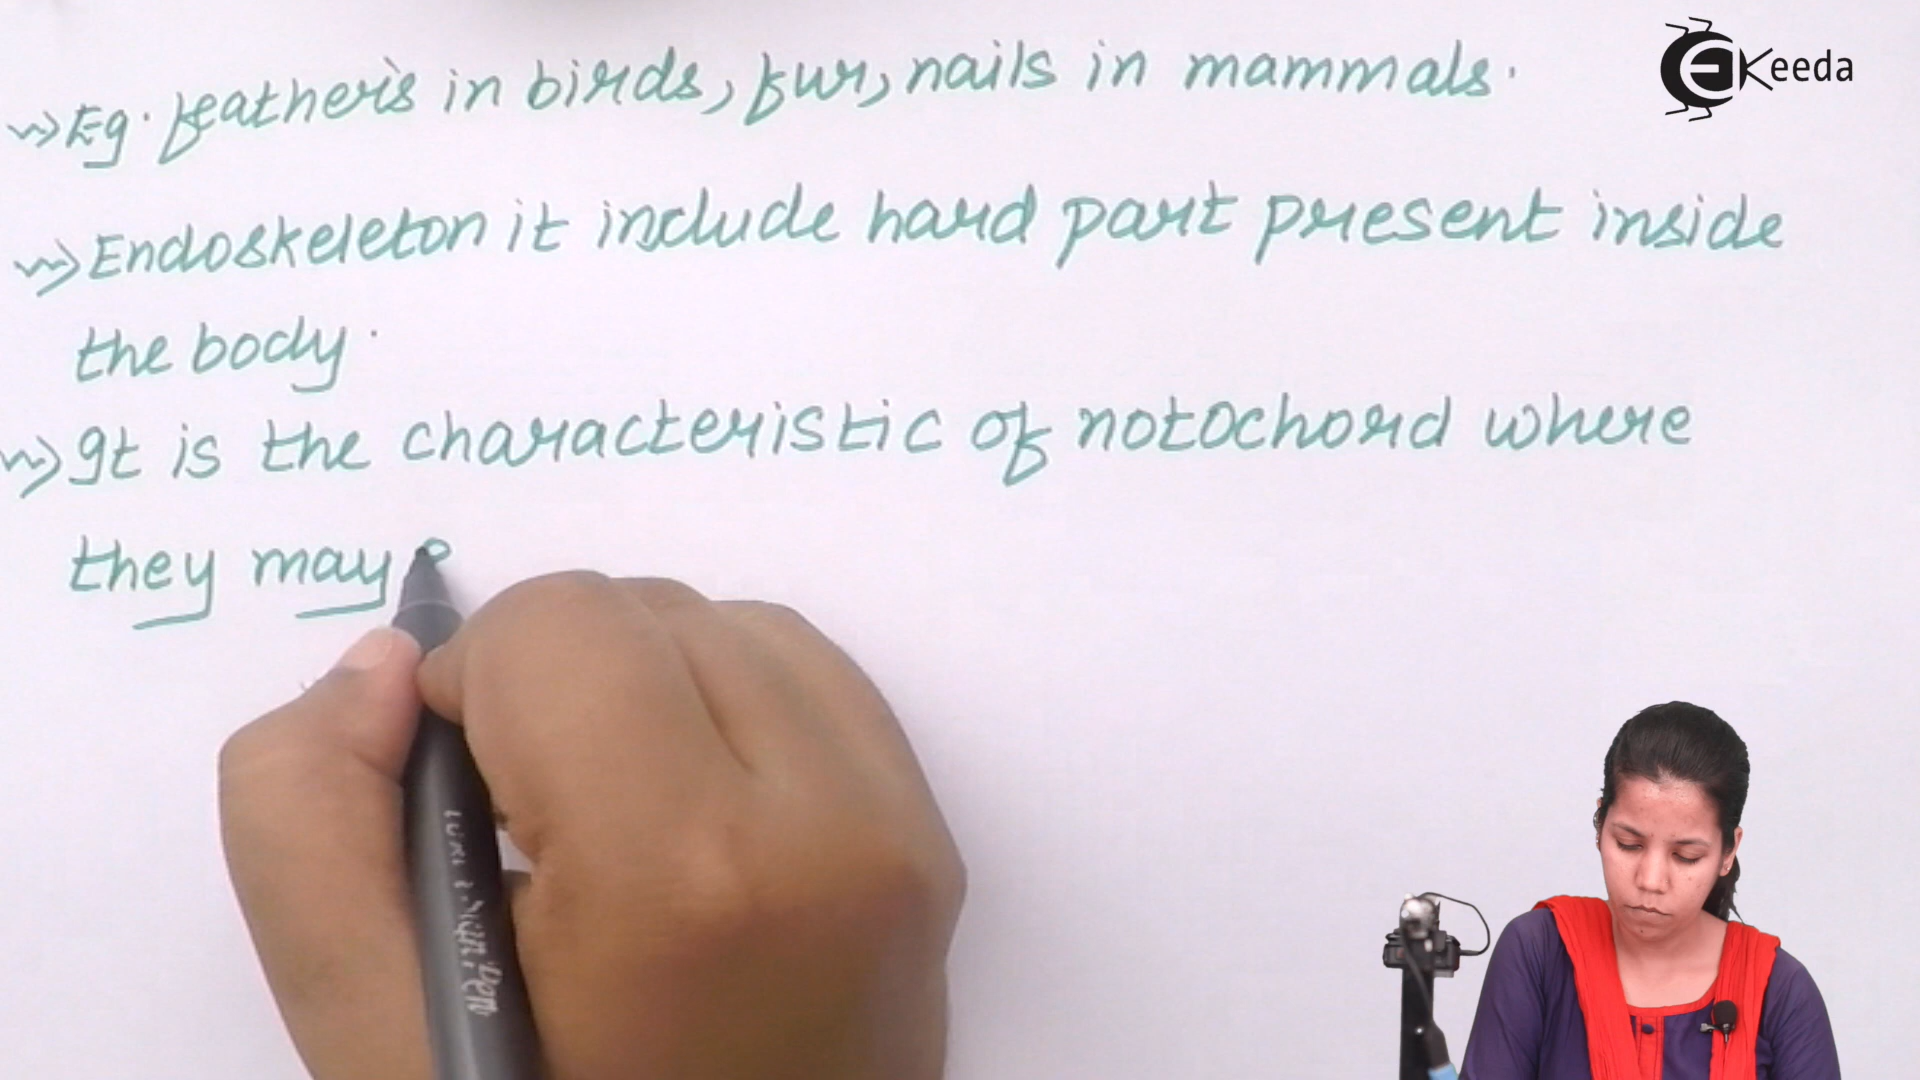 Eg. feathers in birds, fur, nails in mammals.
EKeeda
Endoskeleton it include hard part present inside
the body.
It is the characteristic of notochord where
they may